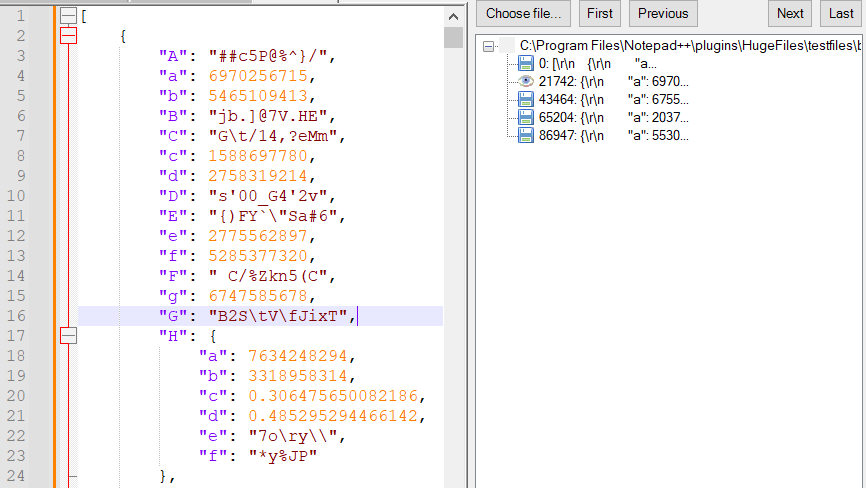 1 [
2 {
3 "A": "##c5P@%^}/",
4 "a": 6970256715,
5 "b": 5465109413,
6 "B": "jb.]@7V.HE",
7 "C": "G\t/14,?eMm",
8 "c": 1588697780,
9 "d": 2758319214,
10 "D": "s'00_G4'2v",
11 "E": "{)FY`\"Sa#6",
12 "e": 2775562897,
13 "f": 5285377320,
14 "F": " C/%Zkn5(C",
15 "g": 6747585678,
16 "G": "B2S\tV\fJixT",
17 "H": {
18 "a": 7634248294,
19 "b": 3318958314,
20 "c": 0.306475650082186,
21 "d": 0.485295294466142,
22 "e": "7o\ry\\",
23 "f": "*y%JP"
24 },
Choose file... First Previous Next Last
C:\Program Files\Notepad++\plugins\HugeFiles\testfiles\b
0: [\r\n {\r\n "a...
21742: {\r\n "a": 6970...
43464: {\r\n "a": 6755...
65204: {\r\n "a": 2037...
86947: {\r\n "a": 5530...